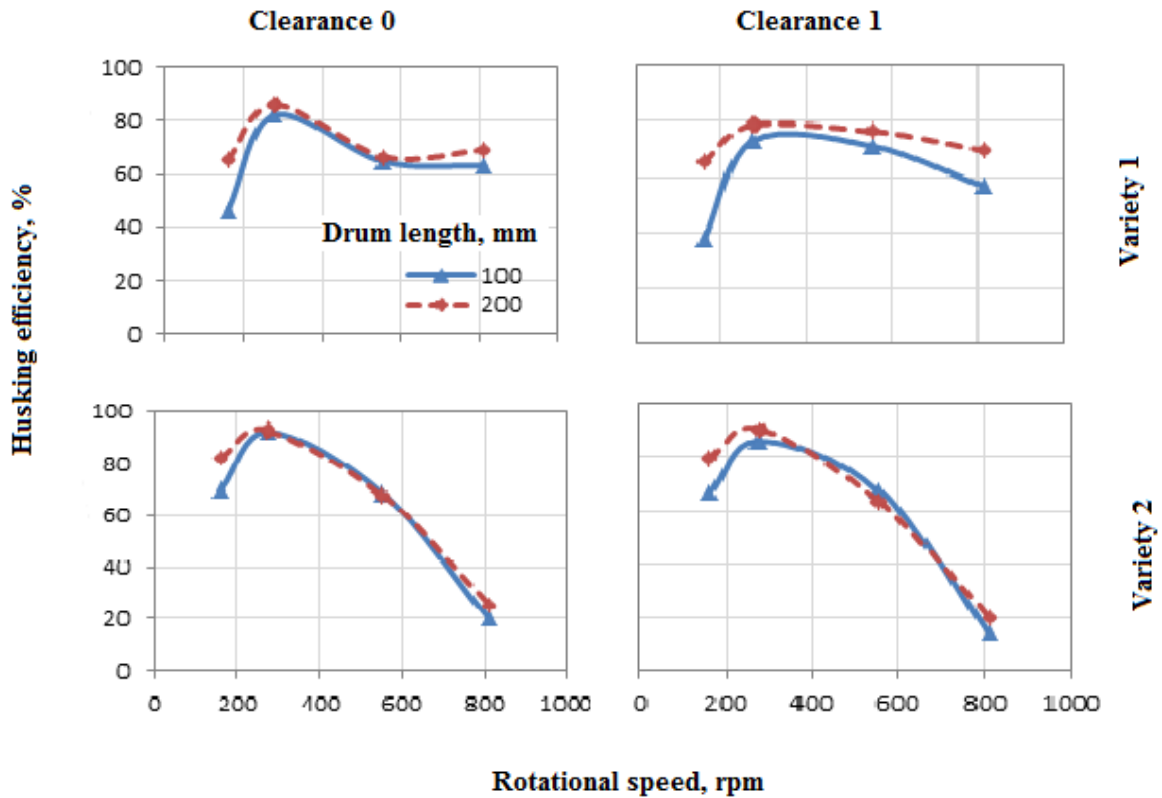 Clearance 0
Clearance 1
100
80
60
40
20
0
Drum length, mm
100
200
Husking efficiency, %
Variety 1
100
80
60
40
20
0
0 200 400 600 800 1000
0 200 400 600 800 1000
Variety 2
Rotational speed, rpm